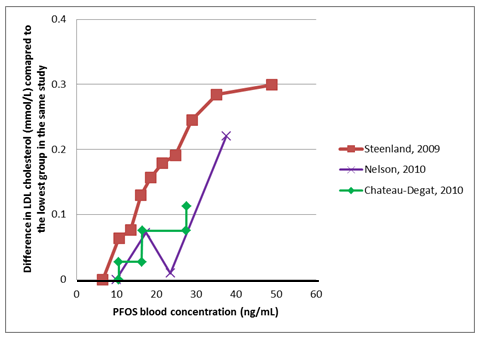 Difference in LDL cholesterol (mmol/L) comapred to
the lowest group in the same study
0.4
0.3
0.2
0.1
0
0 10 20 30 40 50 60
PFOS blood concentration (ng/mL)
Steenland, 2009
Nelson, 2010
Chateau-Degat, 2010